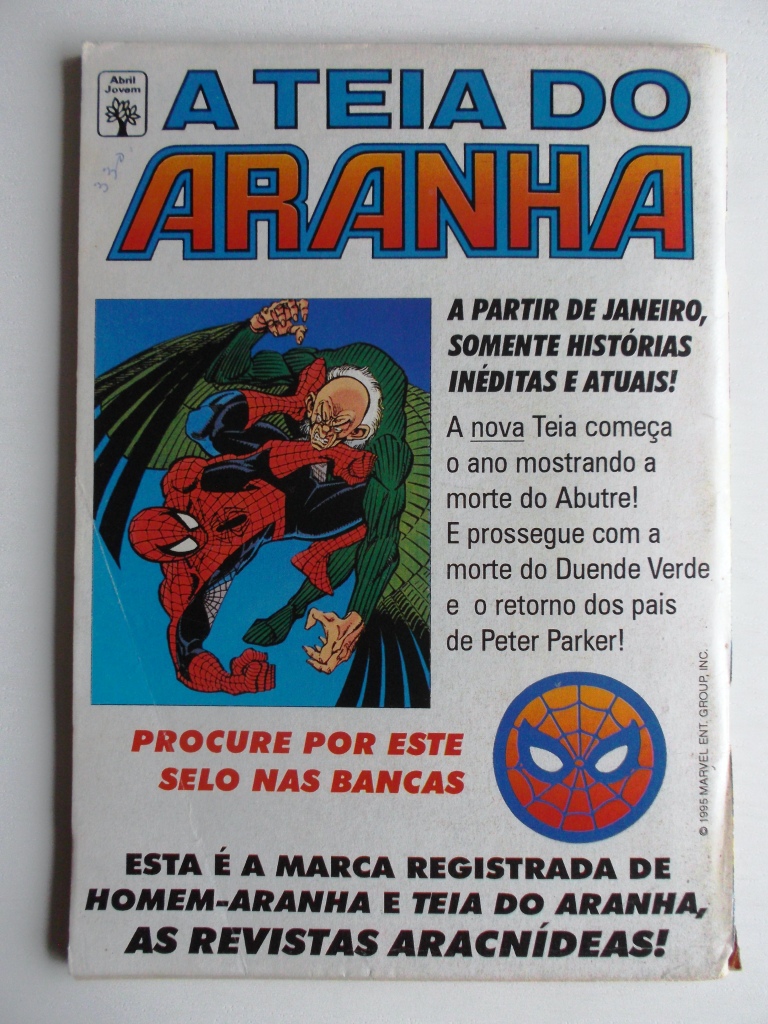 Abril
Jovem
A TEIA DO
ARANHA
A PARTIR DE JANEIRO,
SOMENTE HISTÓRIAS
INÉDITAS E ATUAIS!
A nova Teia começa
o ano mostrando a
morte do Abutre!
E prossegue com a
morte do Duende Verde
e o retorno dos pais
de Peter Parker!
PROCURE POR ESTE
SELO NAS BANCAS
© 1995 MARVEL ENT. GROUP, INC.
ESTA É A MARCA REGISTRADA DE
HOMEM-ARANHA E TEIA DO ARANHA,
AS REVISTAS ARACNÍDEAS!